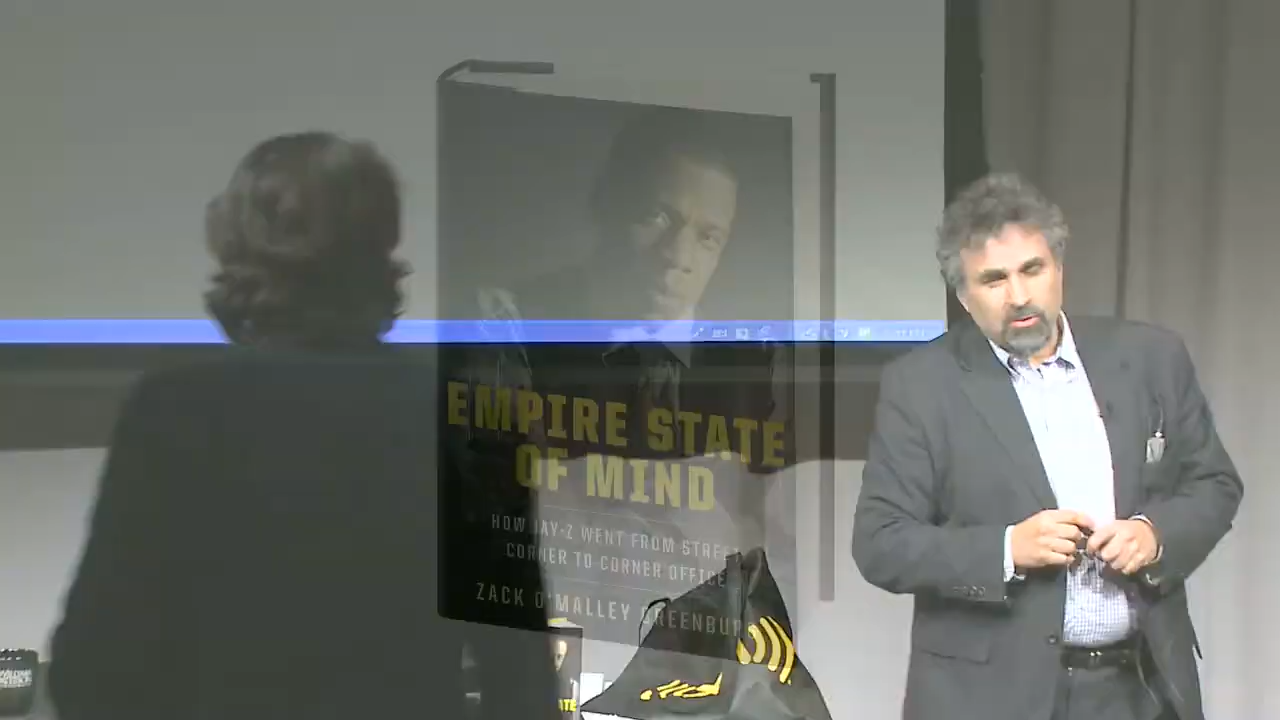 EMPIRE STATE
OF MIND
HOW JAY-Z WENT FROM STREET
CORNER TO CORNER OFFICE
ZACK O'MALLEY GREENBURG